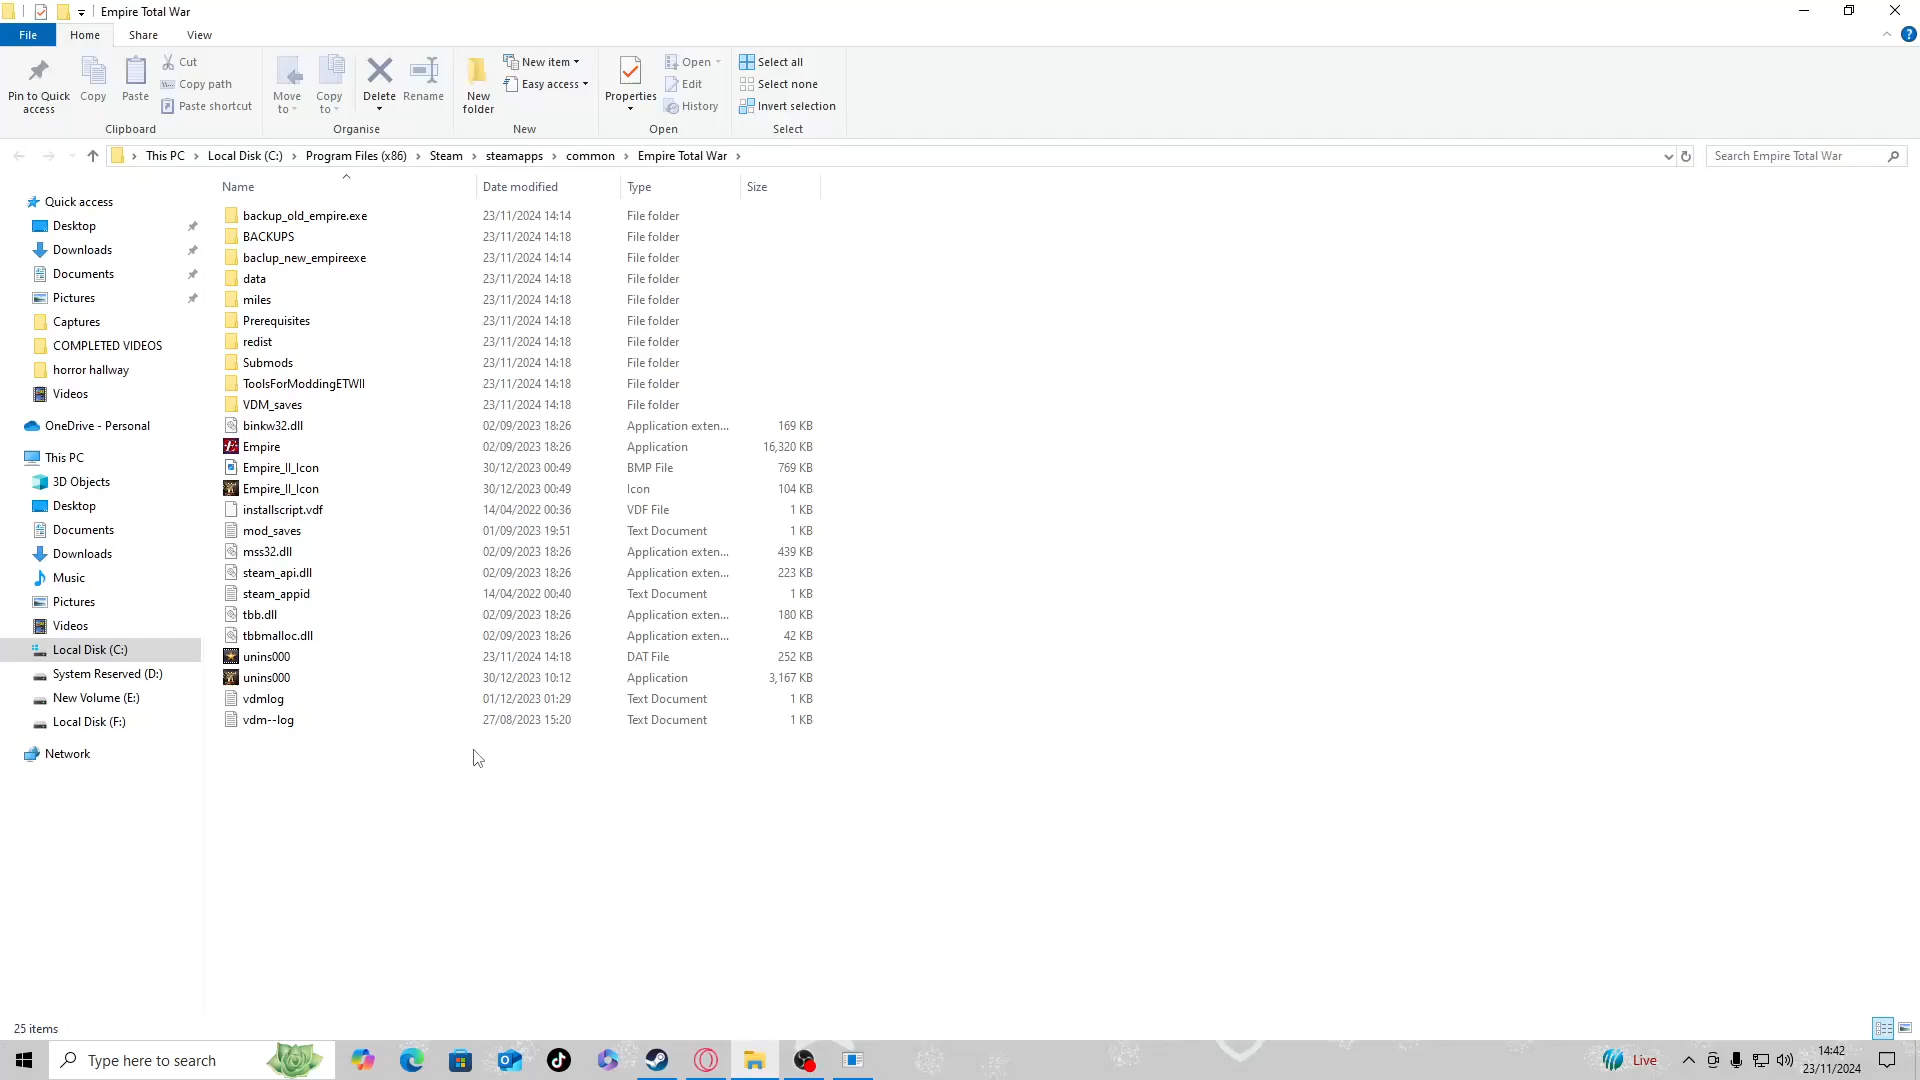 Empire Total War
File Home Share View
Pin to Quick access
Copy
Paste
Cut
Copy path
Paste shortcut
Clipboard
Move to
Copy to
Delete
Rename
Organise
New folder
New item
Easy access
New
Properties
Open
Edit
History
Open
Select all
Select none
Invert selection
Select
This PC > Local Disk (C:) > Program Files (x86) > Steam > steamapps > common > Empire Total War >
Search Empire Total War
Quick access
Desktop
Downloads
Documents
Pictures
Captures
COMPLETED VIDEOS
horror hallway
Videos
OneDrive - Personal
This PC
3D Objects
Desktop
Documents
Downloads
Music
Pictures
Videos
Local Disk (C:)
System Reserved (D:)
New Volume (E:)
Local Disk (F:)
Network
Name Date modified Type Size
backup_old_empire.exe 23/11/2024 14:14 File folder
BACKUPS 23/11/2024 14:18 File folder
baclup_new_empireexe 23/11/2024 14:14 File folder
data 23/11/2024 14:18 File folder
miles 23/11/2024 14:18 File folder
Prerequisites 23/11/2024 14:18 File folder
redist 23/11/2024 14:18 File folder
Submods 23/11/2024 14:18 File folder
ToolsForModdingETWII 23/11/2024 14:18 File folder
VDM_saves 23/11/2024 14:18 File folder
binkw32.dll 02/09/2023 18:26 Application exten... 169 KB
Empire 02/09/2023 18:26 Application 16,320 KB
Empire_II_Icon 30/12/2023 00:49 BMP File 769 KB
Empire_II_Icon 30/12/2023 00:49 Icon 104 KB
installscript.vdf 14/04/2022 00:36 VDF File 1 KB
mod_saves 01/09/2023 19:51 Text Document 1 KB
mss32.dll 02/09/2023 18:26 Application exten... 439 KB
steam_api.dll 02/09/2023 18:26 Application exten... 223 KB
steam_appid 14/04/2022 00:40 Text Document 1 KB
tbb.dll 02/09/2023 18:26 Application exten... 180 KB
tbbmalloc.dll 02/09/2023 18:26 Application exten... 42 KB
unins000 23/11/2024 14:18 DAT File 252 KB
unins000 30/12/2023 10:12 Application 3,167 KB
vdmlog 01/12/2023 01:29 Text Document 1 KB
vdm--log 27/08/2023 15:20 Text Document 1 KB
25 items
Type here to search
Live
14:42
23/11/2024